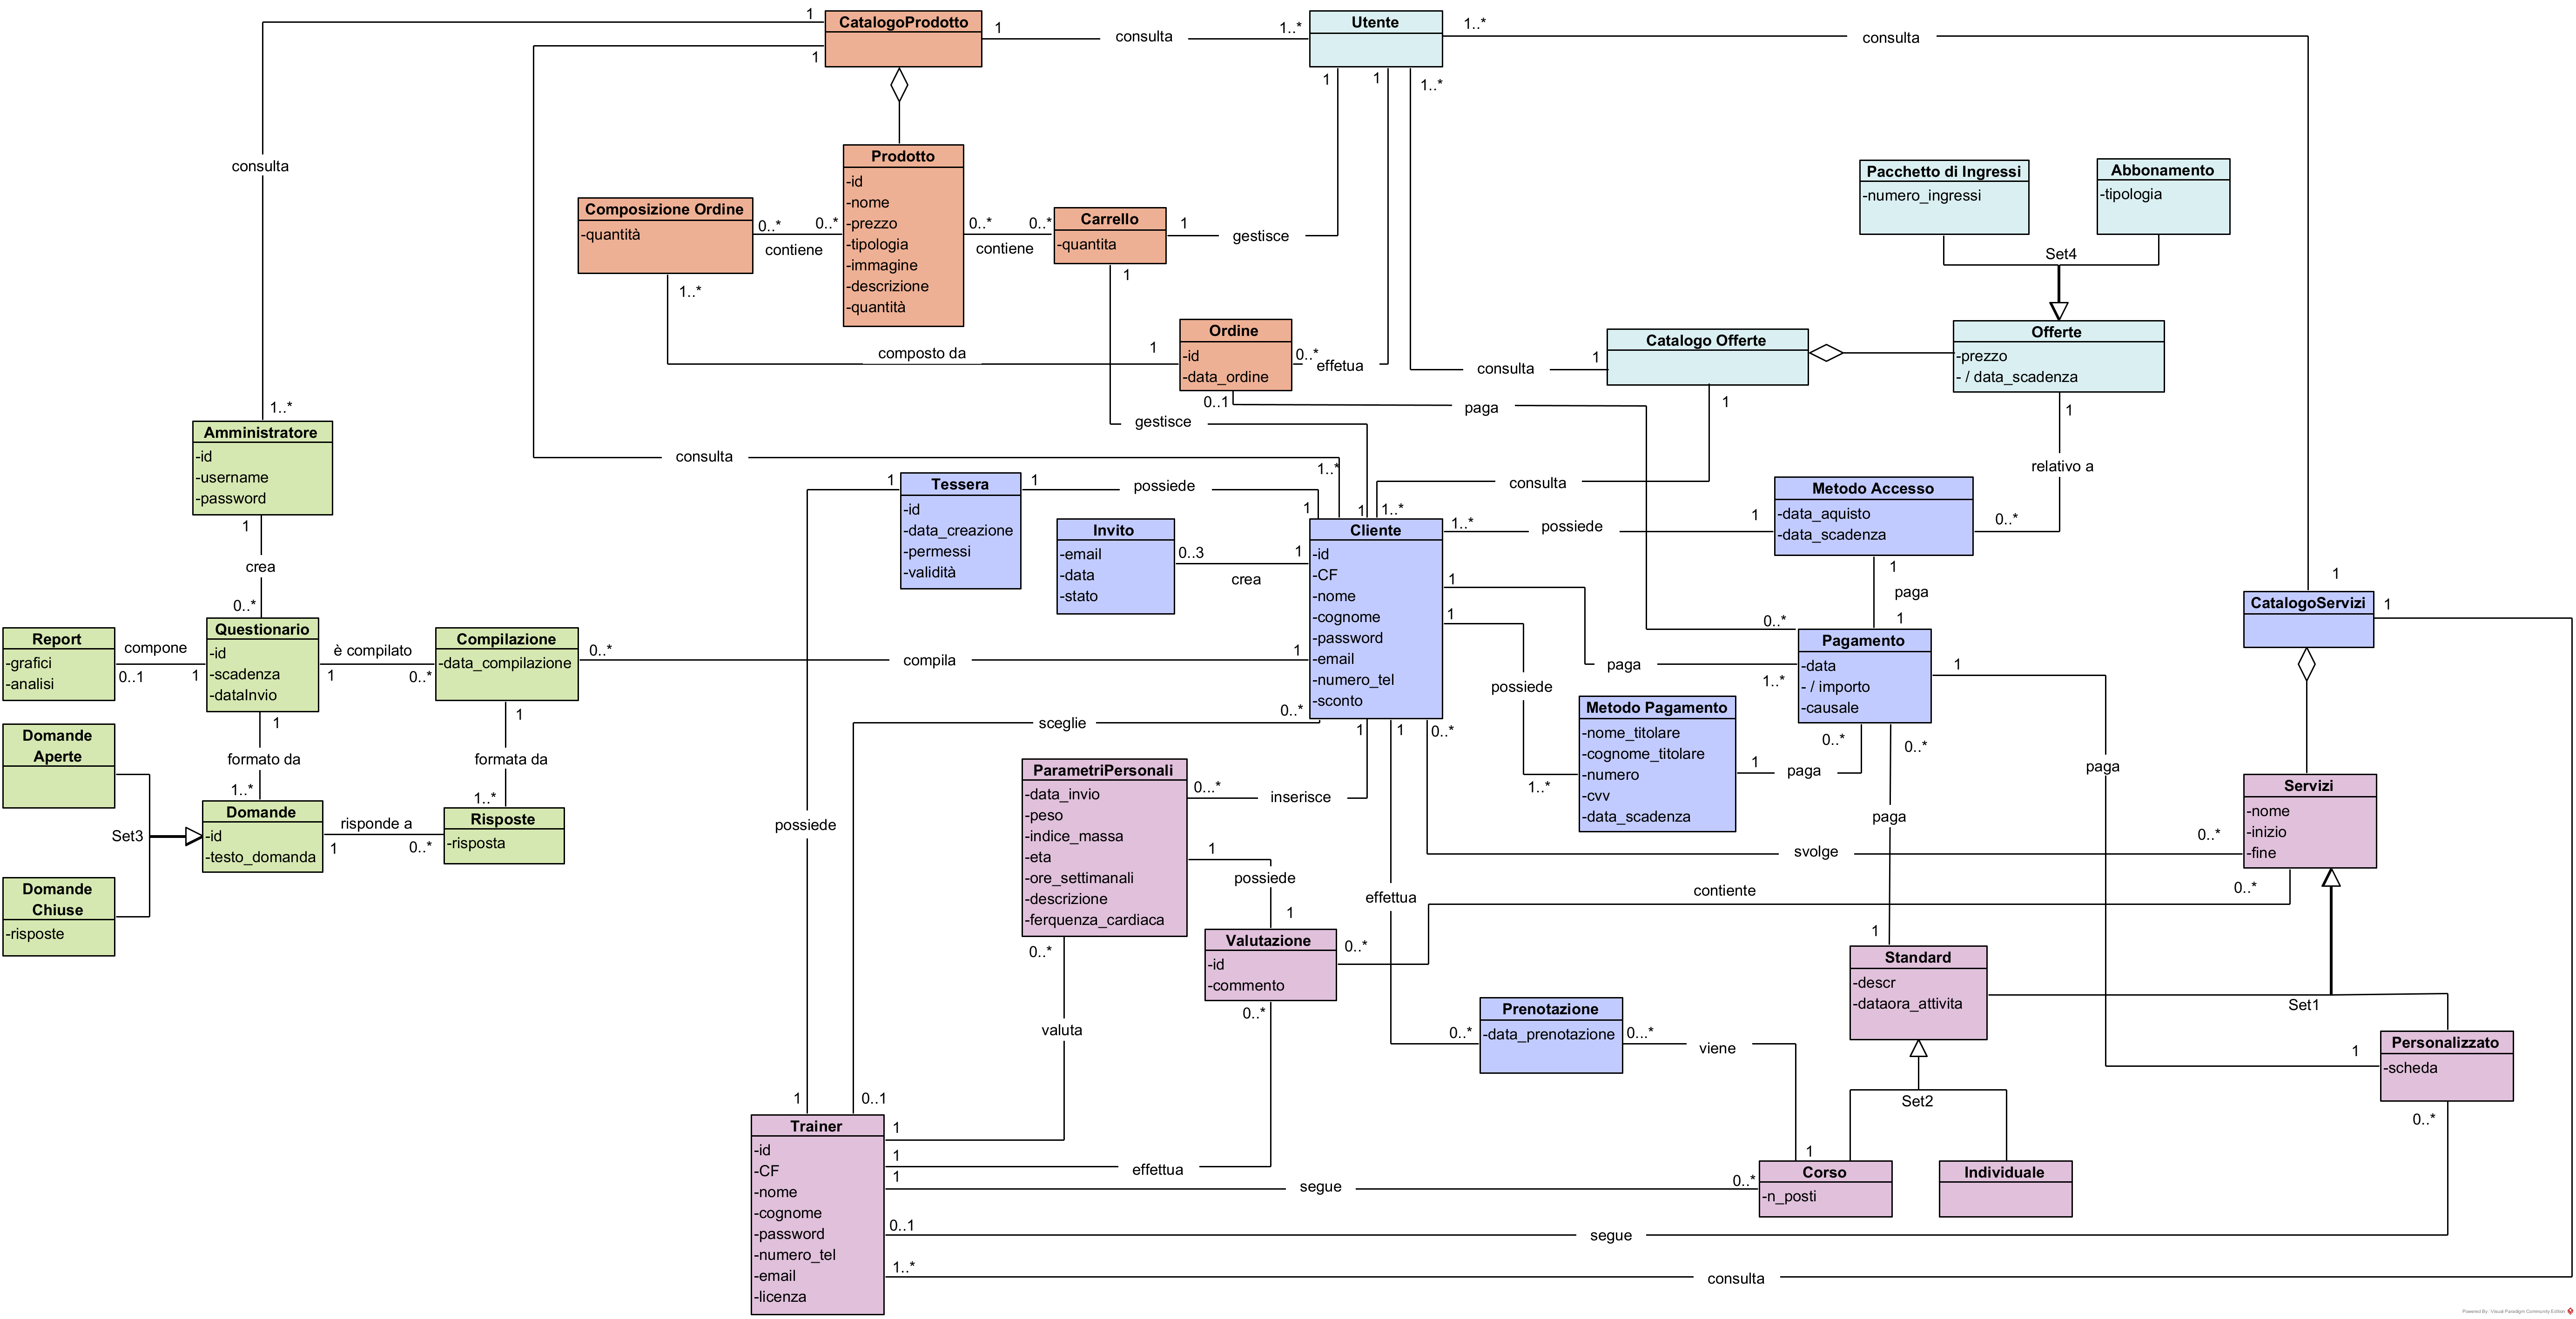 1
CatalogoProdotto
1
1
consulta
1..*
Utente
1..*
consulta
1
1
1..*
consulta
Prodotto
-id
-nome
-prezzo
-tipologia
-immagine
-descrizione
-quantità
Composizione Ordine
-quantità
0..*
0..*
contiene
1..*
0..*
0..*
contiene
Carrello
-quantita
1
gestisce
1
Pacchetto di Ingressi
-numero_ingressi
Abbonamento
-tipologia
Set4
Ordine
-id
-data_ordine
composto da
1
0..*
effetua
0..1
paga
consulta
1
Catalogo Offerte
1
Offerte
-prezzo
- / data_scadenza
1
relativo a
0..*
1..*
Amministratore
-id
-username
-password
1
crea
0..*
gestisce
consulta
1..*
1
Tessera
-id
-data_creazione
-permessi
-validità
1
possiede
1
1
1..*
consulta
Invito
-email
-data
-stato
0..3
crea
1
Cliente
-id
-CF
-nome
-cognome
-password
-email
-numero_tel
-sconto
1..*
possiede
1
Metodo Accesso
-data_aquisto
-data_scadenza
1
paga
1
1
1
0..*
paga
1..*
possiede
1..*
Pagamento
-data
- / importo
-causale
1
0..*
0..*
1
CatalogoServizi
1
Report
-grafici
-analisi
compone
0..1
1
Questionario
-id
-scadenza
-dataInvio
è compilato
1
0..*
Compilazione
-data_compilazione
0..*
compila
1
1
formato da
1..*
1
formata da
1..*
Domande
Aperte
Set3
Domande
-id
-testo_domanda
risponde a
1
0..*
Risposte
-risposta
Domande
Chiuse
-risposte
Metodo Pagamento
-nome_titolare
-cognome_titolare
-numero
-cvv
-data_scadenza
1
paga
paga
paga
Servizi
-nome
-inizio
-fine
0..*
0..*
sceglie
0..*
1
1
0..*
svolge
contiente
ParametriPersonali
-data_invio
-peso
-indice_massa
-eta
-ore_settimanali
-descrizione
-ferquenza_cardiaca
0...*
inserisce
1
possiede
1
0..*
possiede
effettua
Valutazione
-id
-commento
0..*
0..*
valuta
1
Standard
-descr
-dataora_attivita
Set1
Prenotazione
-data_prenotazione
0..*
0...*
viene
1
Personalizzato
-scheda
1
0..*
Set2
1
0..1
Trainer
-id
-CF
-nome
-cognome
-password
-numero_tel
-email
-licenza
1
1
effettua
1
segue
0..*
Corso
-n_posti
Individuale
0..1
segue
1..*
consulta
Powered By: Visual Paradigm Community Edition